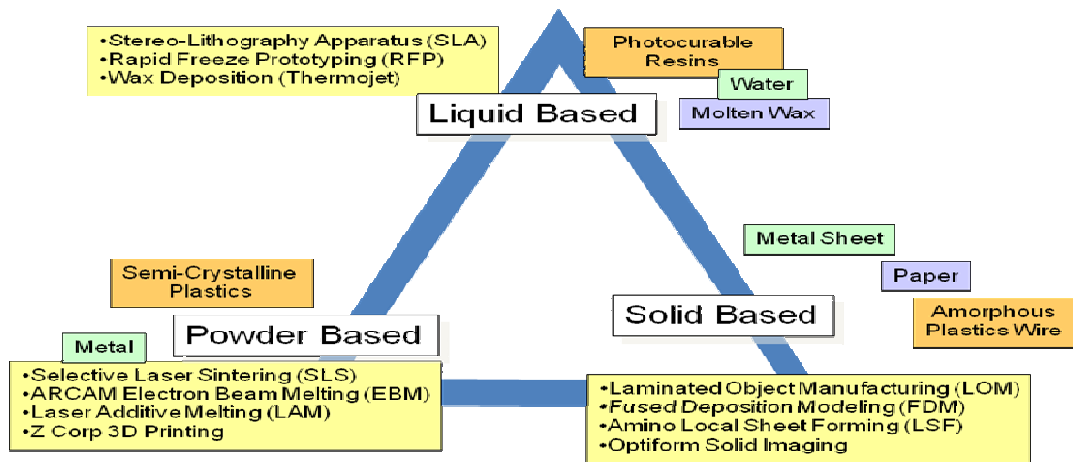 •Stereo-Lithography Apparatus (SLA)
•Rapid Freeze Prototyping (RFP)
•Wax Deposition (Thermojet)
Photocurable
Resins
Water
Molten Wax
Liquid Based
Metal Sheet
Paper
Amorphous
Plastics Wire
Solid Based
Semi-Crystalline
Plastics
Powder Based
Metal
•Selective Laser Sintering (SLS)
•ARCAM Electron Beam Melting (EBM)
•Laser Additive Melting (LAM)
•Z Corp 3D Printing
•Laminated Object Manufacturing (LOM)
•Fused Deposition Modeling (FDM)
•Amino Local Sheet Forming (LSF)
•Optiform Solid Imaging